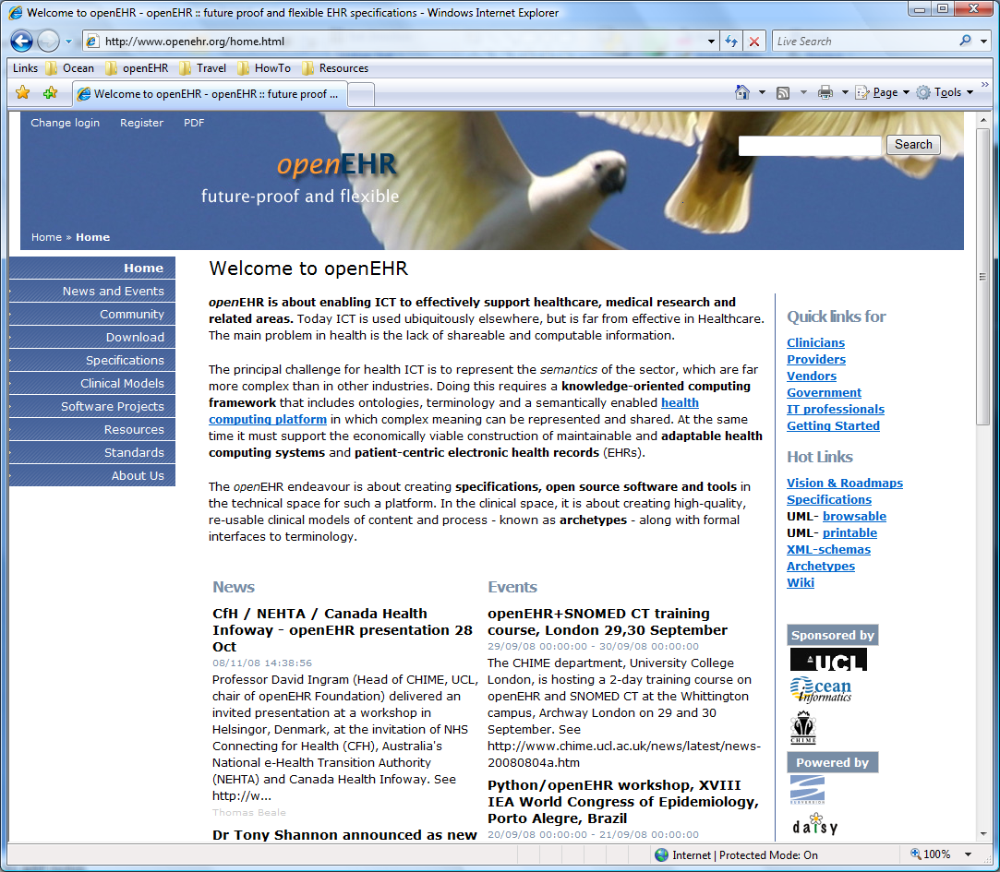 Welcome to openEHR - openEHR :: future proof and flexible EHR specifications - Windows Internet Explorer
http://www.openehr.org/home.html
Live Search
Links Ocean openEHR Travel HowTo Resources
Welcome to openEHR - openEHR :: future proof ...
Page Tools
Change login Register PDF
Search
openEHR
future-proof and flexible
Home » Home
Home
News and Events
Community
Download
Specifications
Clinical Models
Software Projects
Resources
Standards
About Us
Welcome to openEHR
openEHR is about enabling ICT to effectively support healthcare, medical research and
related areas. Today ICT is used ubiquitously elsewhere, but is far from effective in Healthcare.
The main problem in health is the lack of shareable and computable information.
The principal challenge for health ICT is to represent the semantics of the sector, which are far
more complex than in other industries. Doing this requires a knowledge-oriented computing
framework that includes ontologies, terminology and a semantically enabled health
computing platform in which complex meaning can be represented and shared. At the same
time it must support the economically viable construction of maintainable and adaptable health
computing systems and patient-centric electronic health records (EHRs).
The openEHR endeavour is about creating specifications, open source software and tools in
the technical space for such a platform. In the clinical space, it is about creating high-quality,
re-usable clinical models of content and process - known as archetypes - along with formal
interfaces to terminology.
News
CfH / NEHTA / Canada Health
Infoway - openEHR presentation 28
Oct
08/11/08 14:38:56
Professor David Ingram (Head of CHIME, UCL,
chair of openEHR Foundation) delivered an
invited presentation at a workshop in
Helsingor, Denmark, at the invitation of NHS
Connecting for Health (CFH), Australia's
National e-Health Transition Authority
(NEHTA) and Canada Health Infoway. See
http://w...
Thomas Beale
Dr Tony Shannon announced as new
Events
openEHR+SNOMED CT training
course, London 29,30 September
29/09/08 00:00:00 - 30/09/08 00:00:00
The CHIME department, University College
London, is hosting a 2-day training course on
openEHR and SNOMED CT at the Whittington
campus, Archway London on 29 and 30
September. See
http://www.chime.ucl.ac.uk/news/latest/news-
20080804a.htm
Python/openEHR workshop, XVIII
IEA World Congress of Epidemiology,
Porto Alegre, Brazil
20/09/08 00:00:00 - 21/09/08 00:00:00
Quick links for
Clinicians
Providers
Vendors
Government
IT professionals
Getting Started
Hot Links
Vision & Roadmaps
Specifications
UML- browsable
UML- printable
XML-schemas
Archetypes
Wiki
Sponsored by
UCL
Ocean
informatics
CHIME
Powered by
daisy
Internet | Protected Mode: On
100%